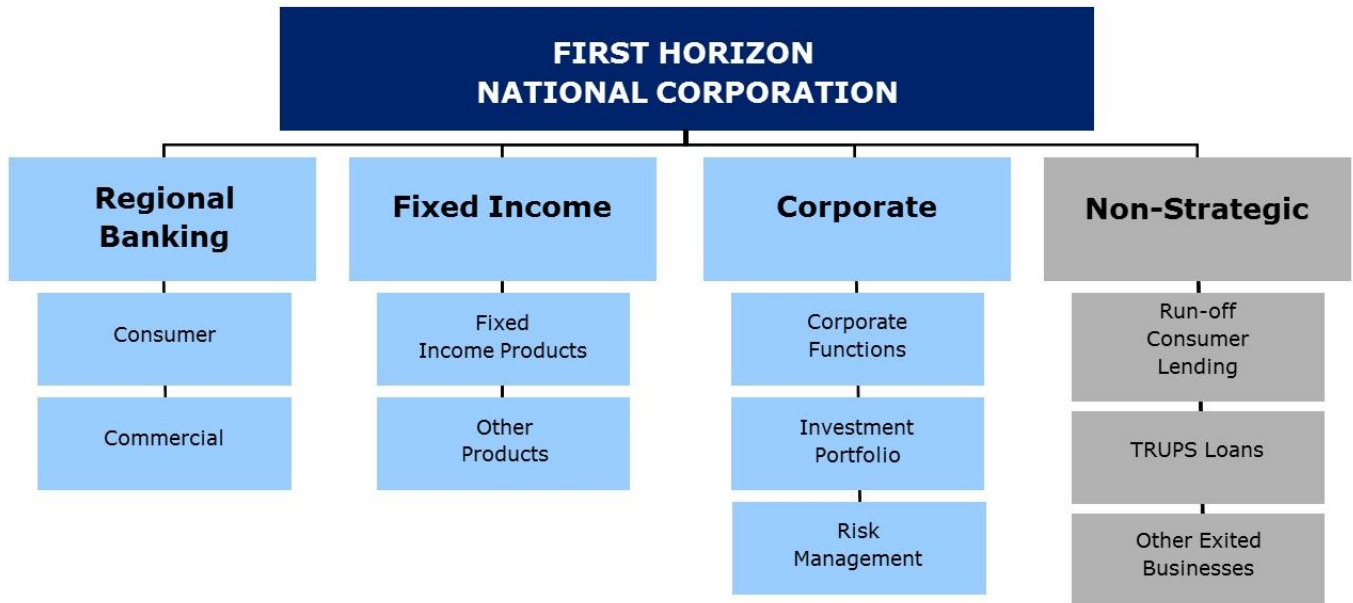 FIRST HORIZON
NATIONAL CORPORATION
Regional
Banking
Consumer
Commercial
Fixed Income
Fixed
Income Products
Other
Products
Corporate
Corporate
Functions
Investment
Portfolio
Risk
Management
Non-Strategic
Run-off
Consumer
Lending
TRUPS Loans
Other Exited
Businesses